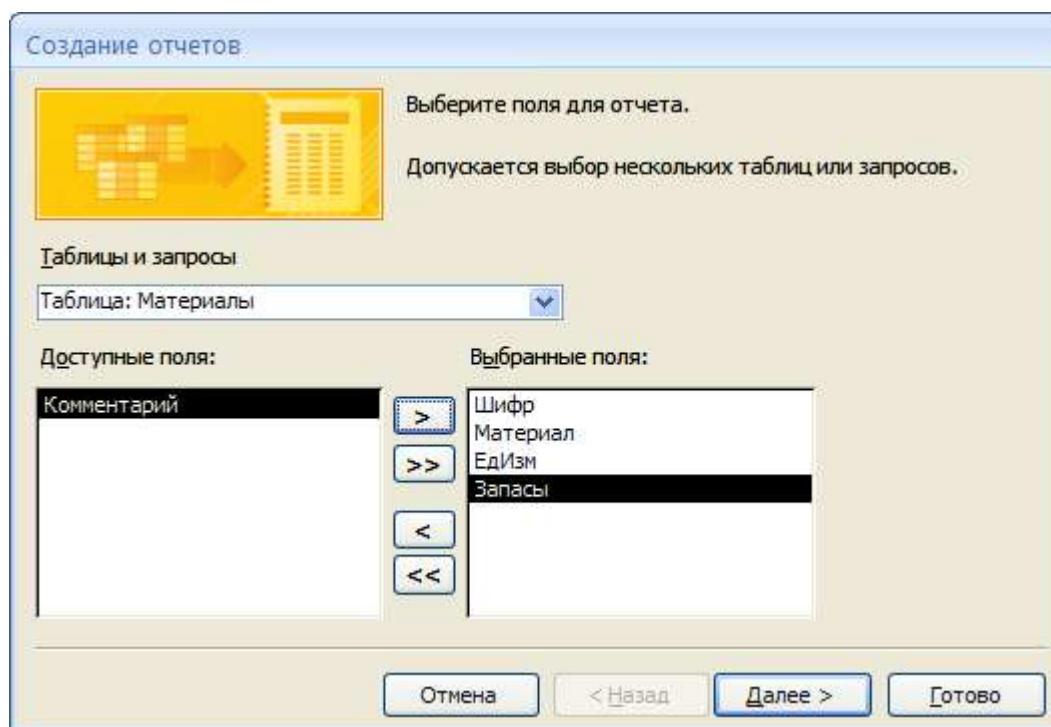 Создание отчетов
Выберите поля для отчета.
Допускается выбор нескольких таблиц или запросов.
Таблицы и запросы
Таблица: Материалы
Доступные поля:
Выбранные поля:
Комментарий
>
>>
<
<<
Шифр
Материал
ЕдИзм
Запасы
Отмена
< Назад
Далее >
Готово